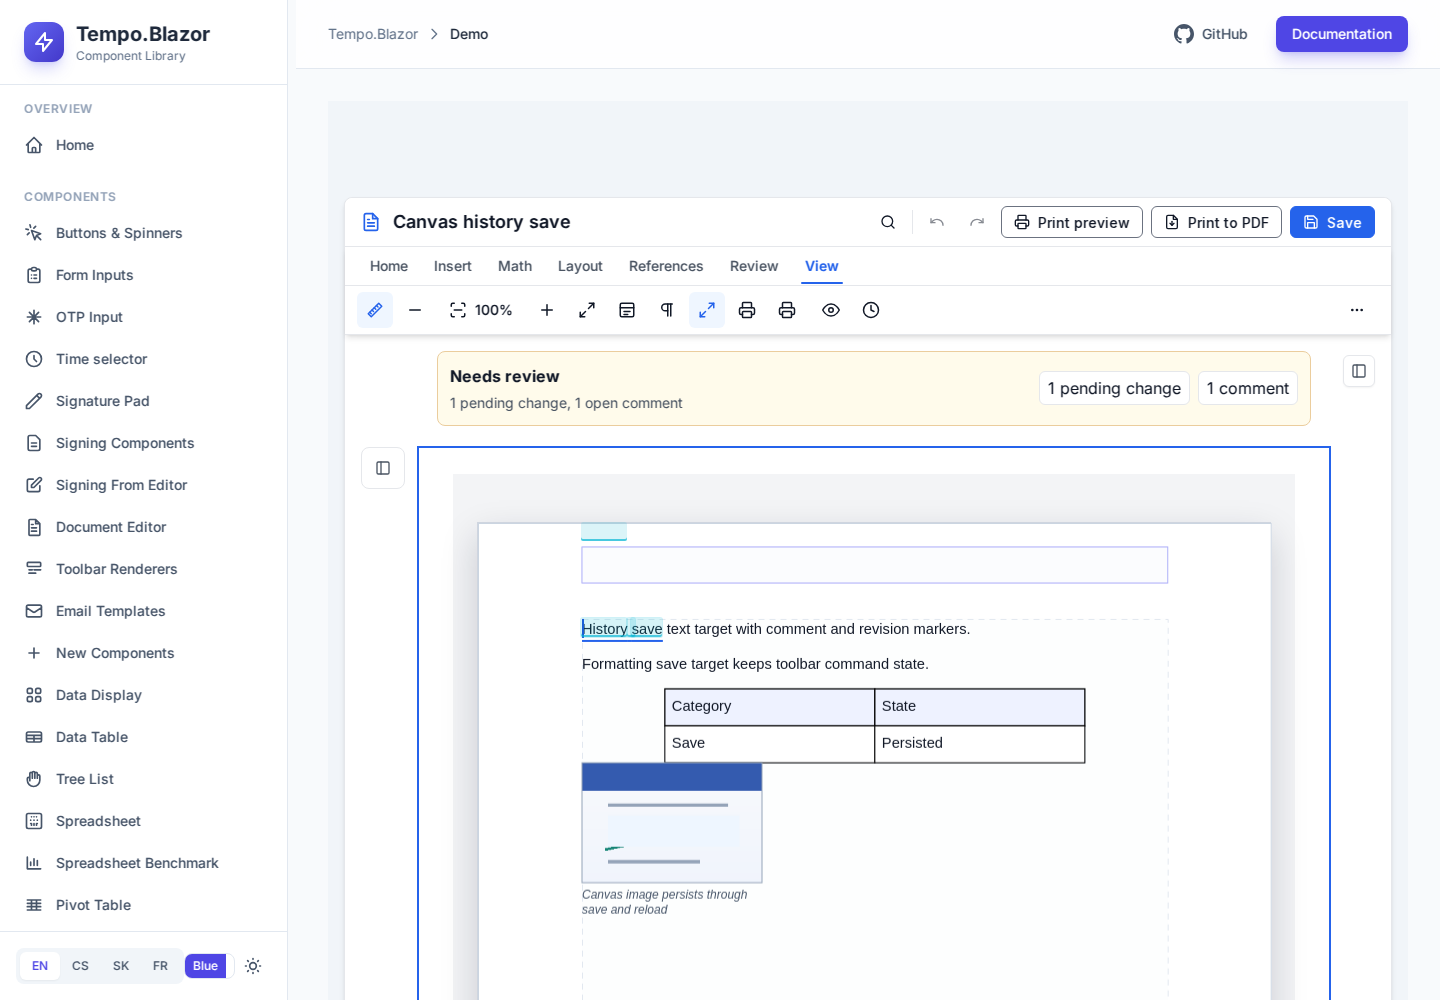 Tempo.Blazor
Component Library
OVERVIEW
Home
COMPONENTS
Buttons & Spinners
Form Inputs
OTP Input
Time selector
Signature Pad
Signing Components
Signing From Editor
Document Editor
Toolbar Renderers
Email Templates
New Components
Data Display
Data Table
Tree List
Spreadsheet
Spreadsheet Benchmark
Pivot Table
EN CS SK FR Blue
Tempo.Blazor Demo
GitHub
Documentation
Canvas history save
Print preview
Print to PDF
Save
Home Insert Math Layout References Review View
100%
Needs review
1 pending change, 1 open comment
1 pending change
1 comment
History save text target with comment and revision markers.
Formatting save target keeps toolbar command state.
Category State
Save Persisted
Canvas image persists through
save and reload